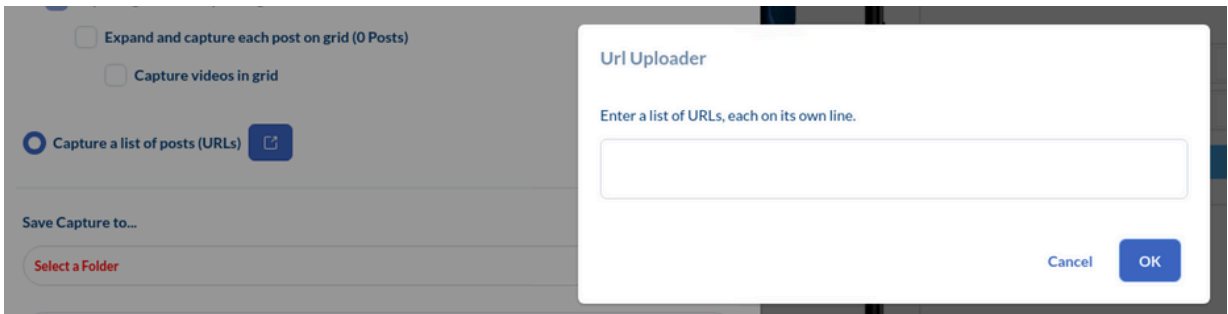 Expand and capture each post on grid (0 Posts)
Capture videos in grid
Capture a list of posts (URLs)
Save Capture to...
Select a Folder
Url Uploader
Enter a list of URLs, each on its own line.
Cancel
OK